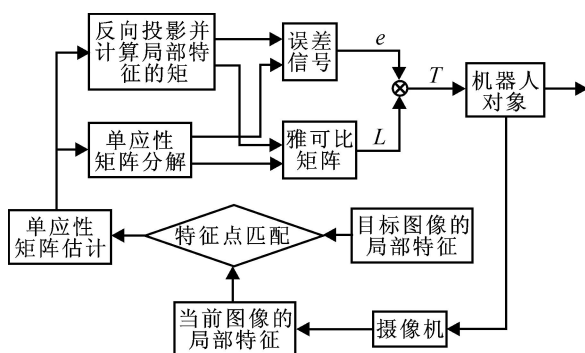 反向投影并
计算局部特
征的矩
误差
信号
e
T
机器人
对象
单应性
矩阵分解
雅可比
矩阵
L
单应性
矩阵估计
特征点匹配
目标图像的
局部特征
当前图像的
局部特征
摄像机